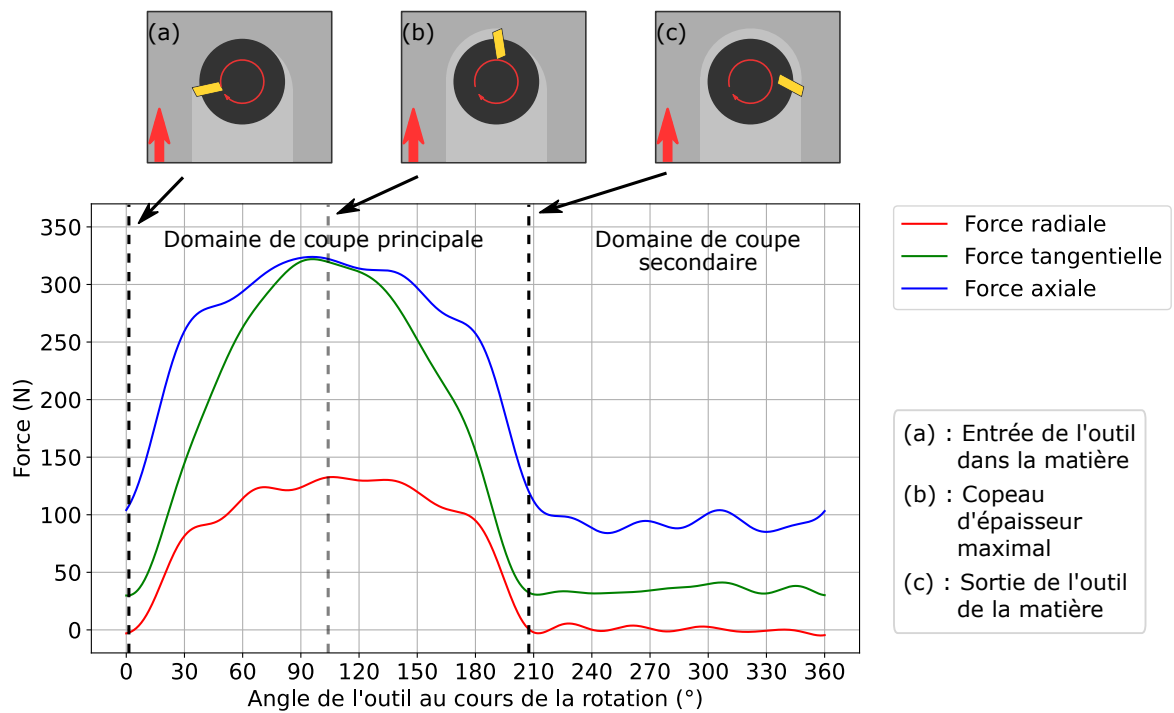 (a)
(b)
(c)
350
300
250
200
150
100
50
0
Force (N)
Domaine de coupe principale
Domaine de coupe
secondaire
0 30 60 90 120 150 180 210 240 270 300 330 360
Angle de l'outil au cours de la rotation (°)
Force radiale
Force tangentielle
Force axiale
(a) : Entrée de l'outil
dans la matière
(b) : Copeau
d'épaisseur
maximal
(c) : Sortie de l'outil
de la matière